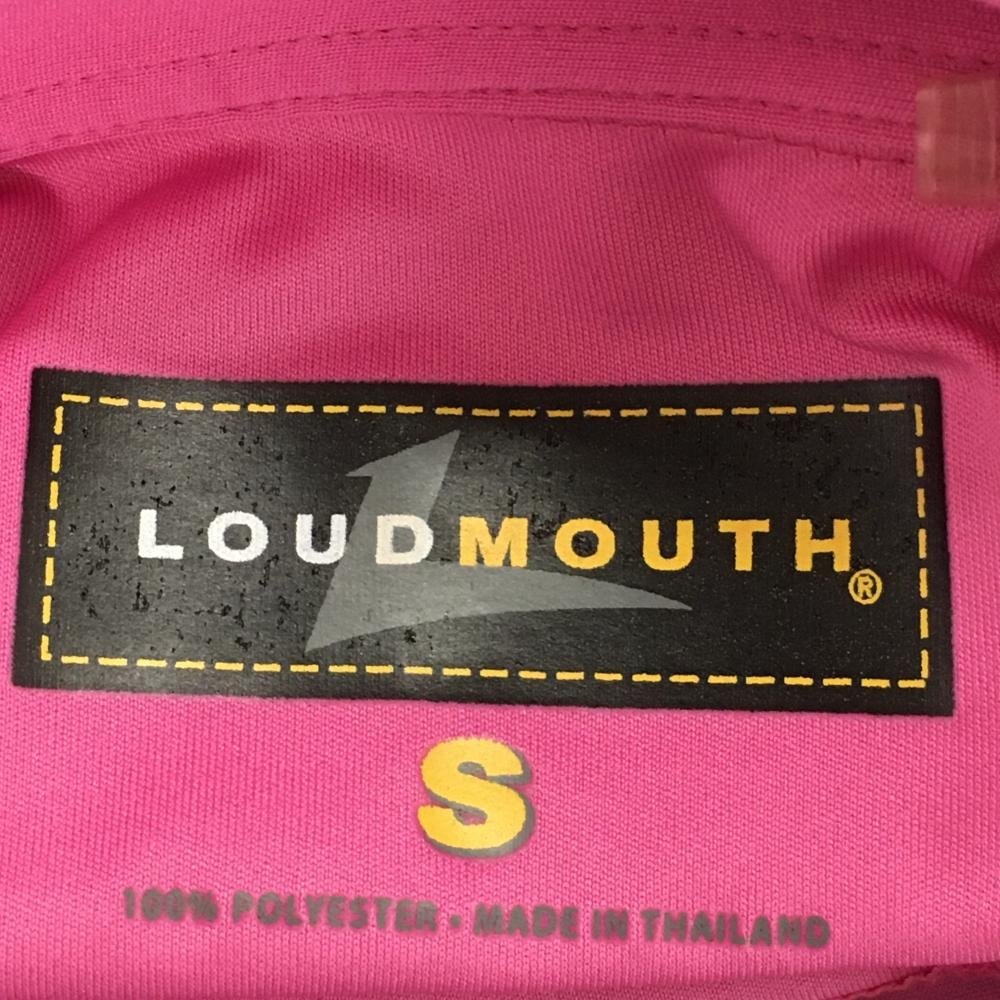 LOUDMOUTH®
S
100% POLYESTER • MADE IN THAILAND